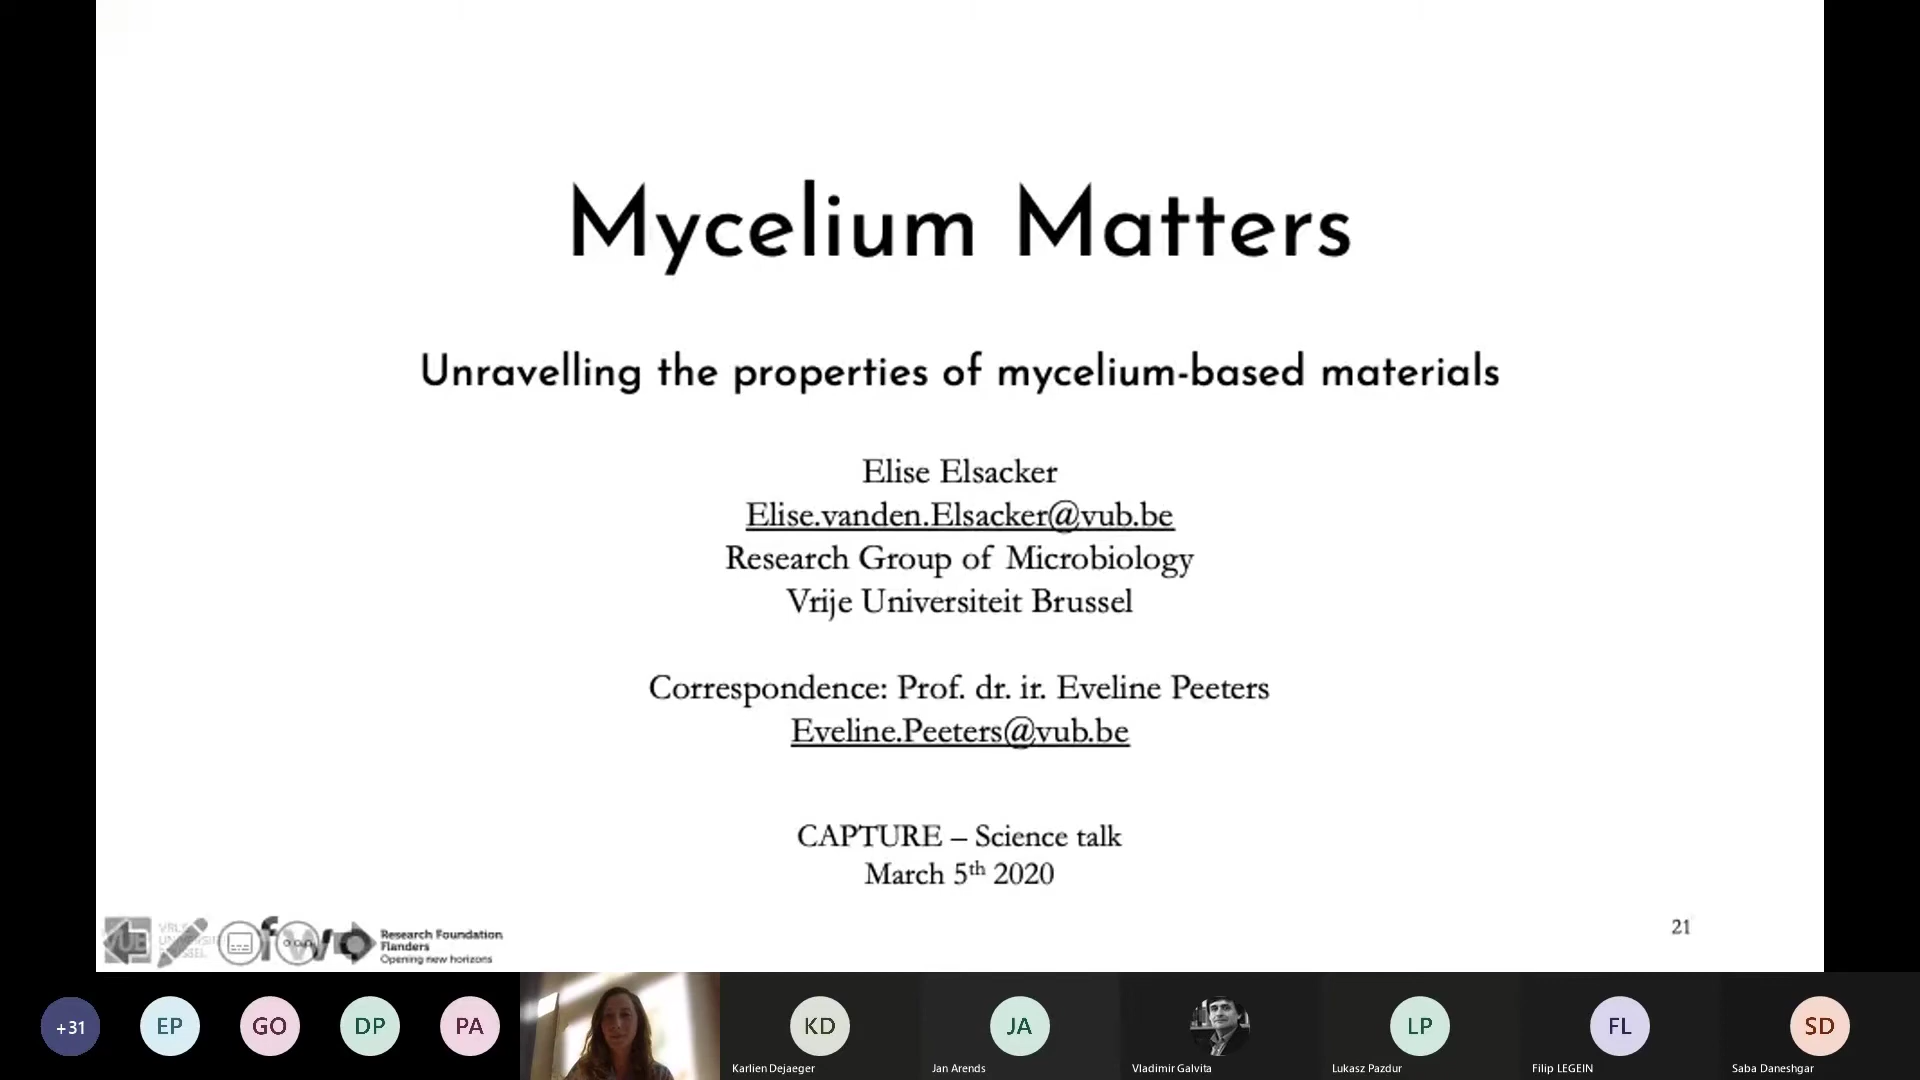 Mycelium Matters
Unravelling the properties of mycelium-based materials
Elise Elsacker
Elise.vanden.Elsacker@vub.be
Research Group of Microbiology
Vrije Universiteit Brussel
Correspondence: Prof. dr. ir. Eveline Peeters
Eveline.Peeters@vub.be
CAPTURE – Science talk
March 5th 2020
Research Foundation
Flanders
Opening new horizons
21
+31
EP
GO
DP
PA
KD
JA
LP
FL
SD
Karlien Dejaeger
Jan Arends
Vladimir Galvita
Lukasz Pazdur
Filip LEGEIN
Saba Daneshgar